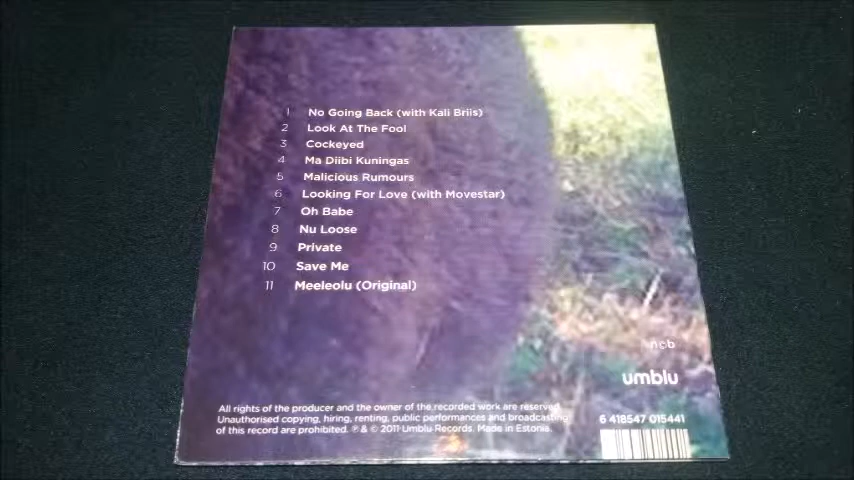 1 No Going Back (with Kali Briis)
2 Look At The Fool
3 Cockeyed
4 Ma Diibi Kuningas
5 Malicious Rumours
6 Looking For Love (with Movestar)
7 Oh Babe
8 Nu Loose
9 Private
10 Save Me
11 Meeleolu (Original)
ncb
umblu
All rights of the producer and the owner of the recorded work are reserved.
Unauthorised copying, hiring, renting, public performances and broadcasting
of this record are prohibited. ℗ & © 2011 Umblu Records. Made in Estonia.
6 418547 015441